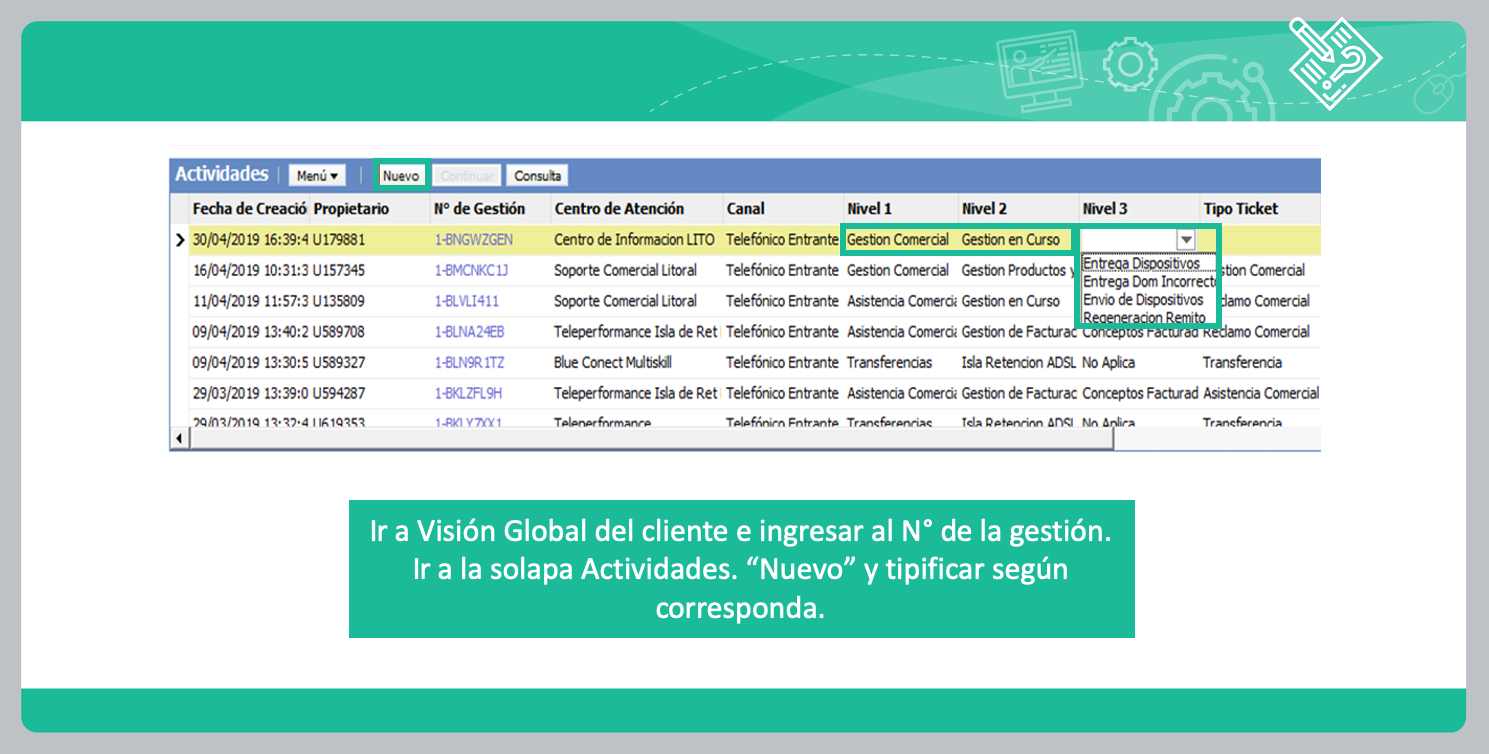 Actividades | Menú ▾ | Nuevo Continuar Consulta
Fecha de Creació Propietario N° de Gestión Centro de Atención Canal Nivel 1 Nivel 2 Nivel 3 Tipo Ticket
30/04/2019 16:39:4 U179881 1-BNGWZGEN Centro de Informacion LITO Telefónico Entrante Gestion Comercial Gestion en Curso
16/04/2019 10:31:3 U157345 1-BMCNKC1J Soporte Comercial Litoral Telefónico Entrante Gestion Comercial Gestion Productos y stion Comercial
11/04/2019 11:57:3 U135809 1-BLVLI411 Soporte Comercial Litoral Telefónico Entrante Asistencia Comerci Gestion en Curso clamo Comercial
09/04/2019 13:40:2 U589708 1-BLNA24EB Teleperformance Isla de Ret Telefónico Entrante Asistencia Comerci Gestion de Facturac Conceptos Facturad Reclamo Comercial
09/04/2019 13:30:5 U589327 1-BLN9R1TZ Blue Conect Multiskill Telefónico Entrante Transferencias Isla Retencion ADSL No Aplica Transferencia
29/03/2019 13:39:0 U594287 1-BKLZFL9H Teleperformance Isla de Ret Telefónico Entrante Asistencia Comerci Gestion de Facturac Conceptos Facturad Asistencia Comercial
29/03/2019 13:32:4 U619353 1-BKLY7XX1 Teleperformance Telefónico Entrante Transferencias Isla Retencion ADSL No Aplica Transferencia
Entrega Dispositivos
Entrega Dom Incorrecto
Envio de Dispositivos
Regeneracion Remito
Ir a Visión Global del cliente e ingresar al N° de la gestión.
Ir a la solapa Actividades. “Nuevo” y tipificar según
corresponda.